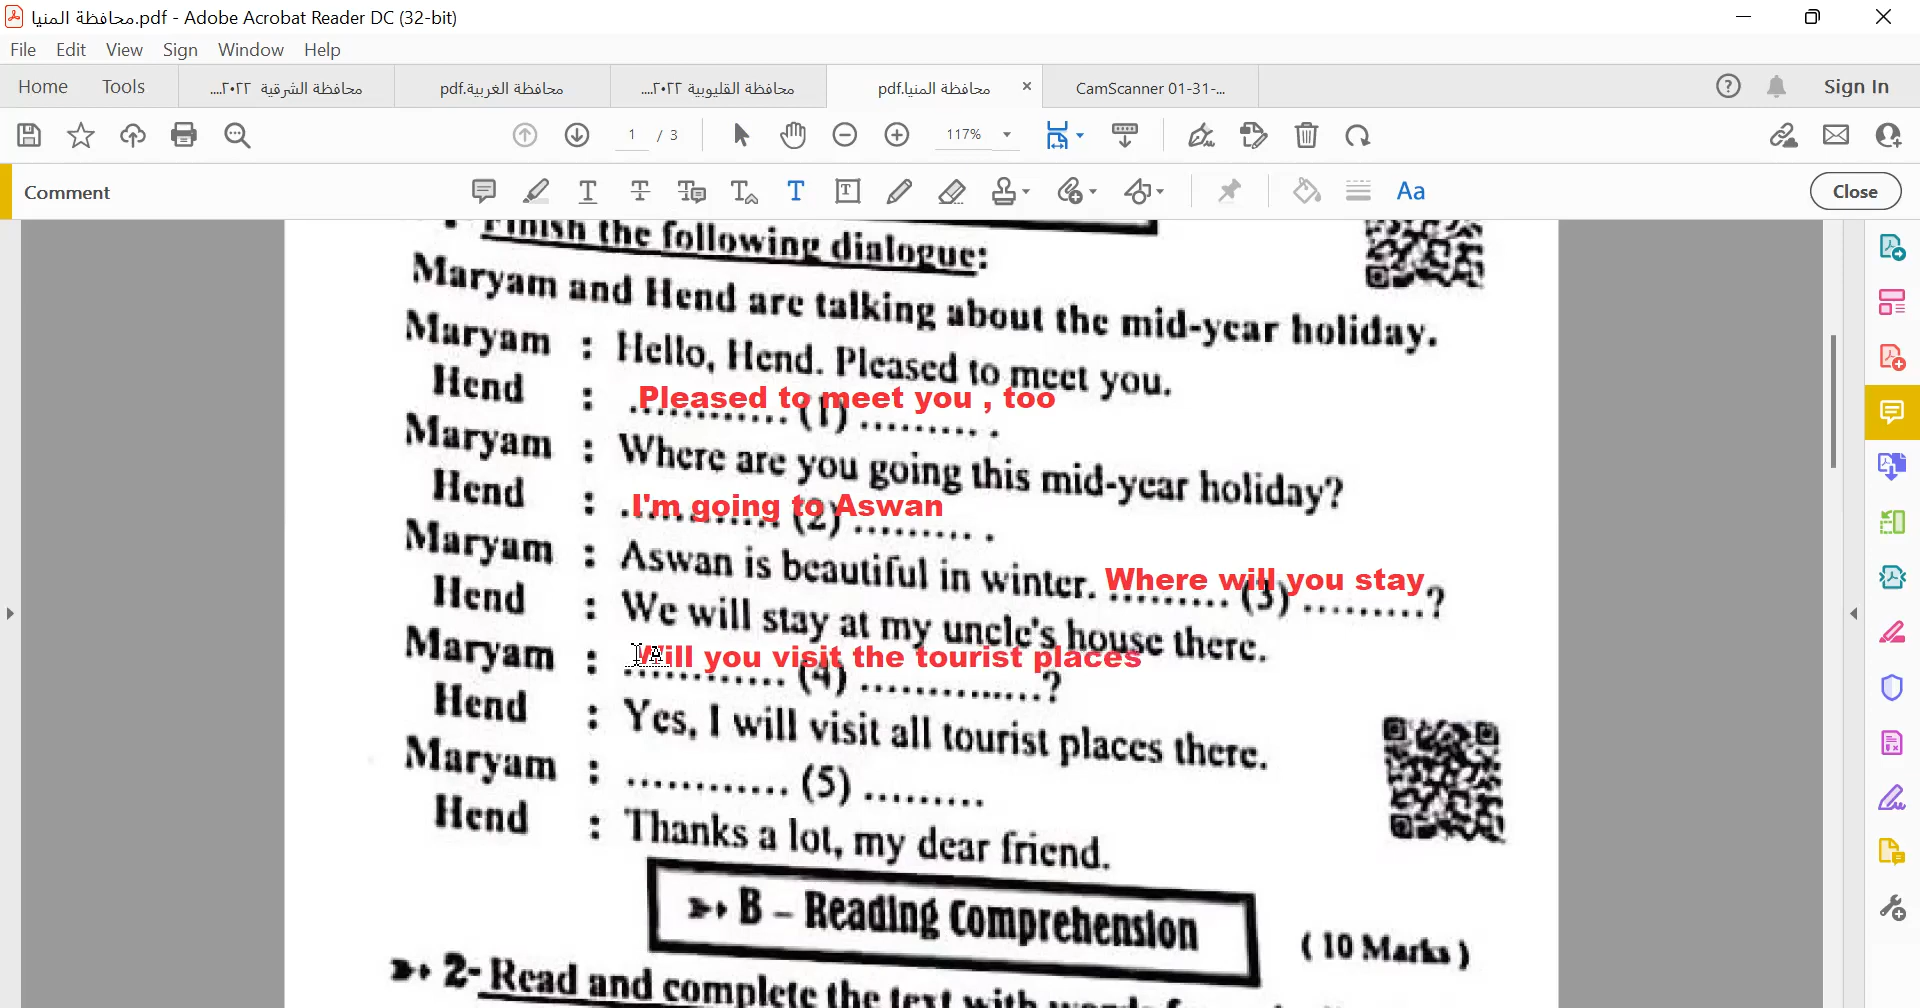 محافظة المنيا.pdf - Adobe Acrobat Reader DC (32-bit)
File Edit View Sign Window Help
Home Tools محافظة الشرقية ٢٠٢٢.... محافظة الغربية.pdf محافظة القليوبية ٢٠٢٢.... محافظة المنيا.pdf × CamScanner 01-31-... Sign In
1 / 3 117%
Comment Aa Close
Finish the following dialogue:
Maryam and Hend are talking about the mid-year holiday.
Maryam : Hello, Hend. Pleased to meet you.
Hend : ............ (1) ......... .
Pleased to meet you , too
Maryam : Where are you going this mid-year holiday?
Hend : ............ (2) ......... .
I'm going to Aswan
Maryam : Aswan is beautiful in winter. ......... (3) .........?
Where will you stay
Hend : We will stay at my uncle's house there.
Maryam : ............ (4) ..............?
Will you visit the tourist places
Hend : Yes, I will visit all tourist places there.
Maryam : ............ (5) .........
Hend : Thanks a lot, my dear friend.
B – Reading Comprehension
( 10 Marks )
2- Read and complete the text with words